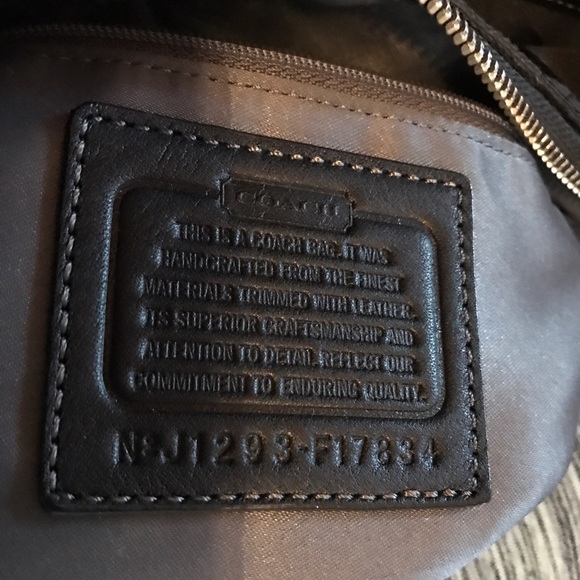 COACH
THIS IS A COACH BAG. IT WAS
HANDCRAFTED FROM THE FINEST
MATERIALS TRIMMED WITH LEATHER.
ITS SUPERIOR CRAFTSMANSHIP AND
ATTENTION TO DETAIL REFLECT OUR
COMMITMENT TO ENDURING QUALITY.
Nº J1293-F17834